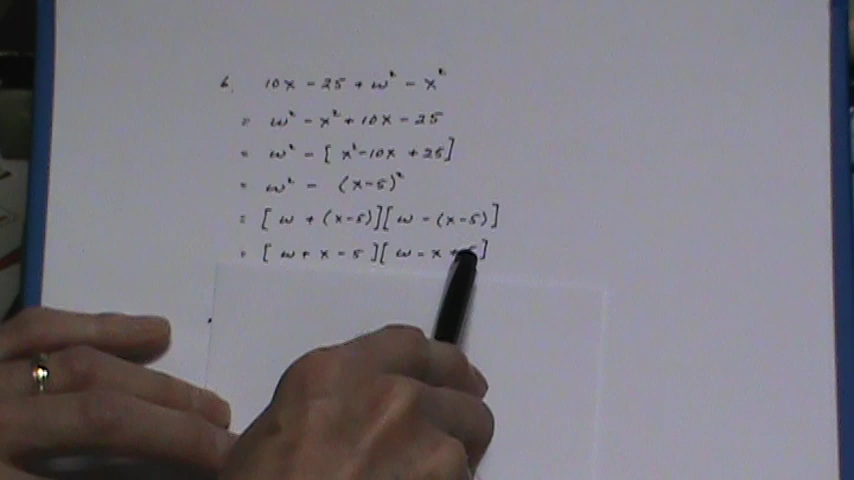 6. 10x - 25 + w² - x²
= w² - x² + 10x - 25
= w² - [ x² - 10x + 25 ]
= w² - (x-5)²
= [ w + (x-5) ][ w - (x-5) ]
= [ w + x - 5 ][ w - x + 5 ]